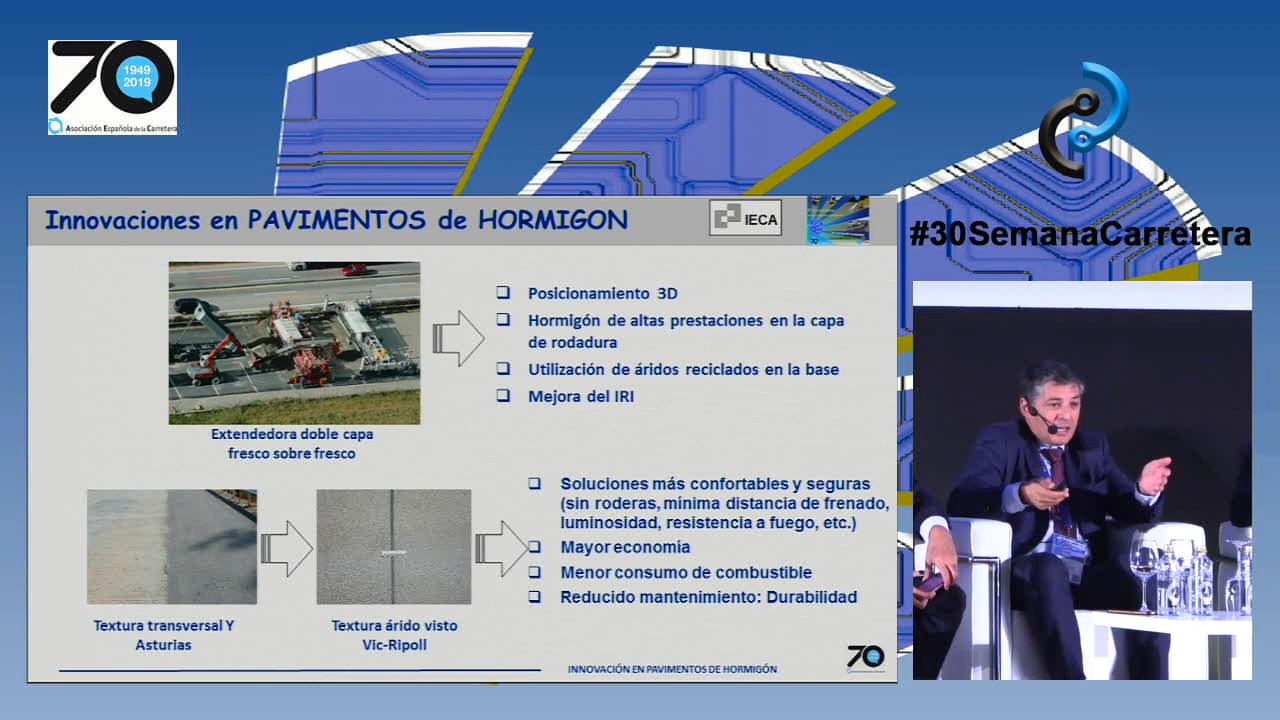 70
1949
2019
Asociación Española de la Carretera
Innovaciones en PAVIMENTOS de HORMIGON
IECA
#30SemanaCarretera
Posicionamiento 3D
Hormigón de altas prestaciones en la capa
de rodadura
Utilización de áridos reciclados en la base
Mejora del IRI
Extendedora doble capa
fresco sobre fresco
Soluciones más confortables y seguras
(sin roderas, mínima distancia de frenado,
luminosidad, resistencia a fuego, etc.)
Mayor economía
Menor consumo de combustible
Reducido mantenimiento: Durabilidad
Textura transversal Y
Asturias
Textura árido visto
Vic-Ripoll
INNOVACIÓN EN PAVIMENTOS DE HORMIGÓN
70